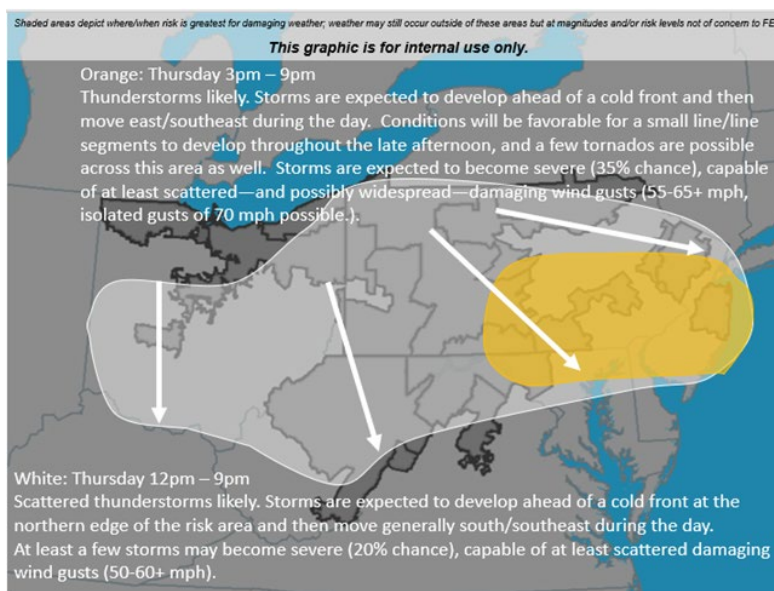 Shaded areas depict where/when risk is greatest for damaging weather; weather may still occur outside of these areas but at magnitudes and/or risk levels not of concern to FE
This graphic is for internal use only.
Orange: Thursday 3pm – 9pm
Thunderstorms likely. Storms are expected to develop ahead of a cold front and then
move east/southeast during the day.  Conditions will be favorable for a small line/line
segments to develop throughout the late afternoon, and a few tornados are possible
across this area as well.  Storms are expected to become severe (35% chance), capable
of at least scattered—and possibly widespread—damaging wind gusts (55-65+ mph,
isolated gusts of 70 mph possible.).
White: Thursday 12pm – 9pm
Scattered thunderstorms likely. Storms are expected to develop ahead of a cold front at the
northern edge of the risk area and then move generally south/southeast during the day.
At least a few storms may become severe (20% chance), capable of at least scattered damaging
wind gusts (50-60+ mph).